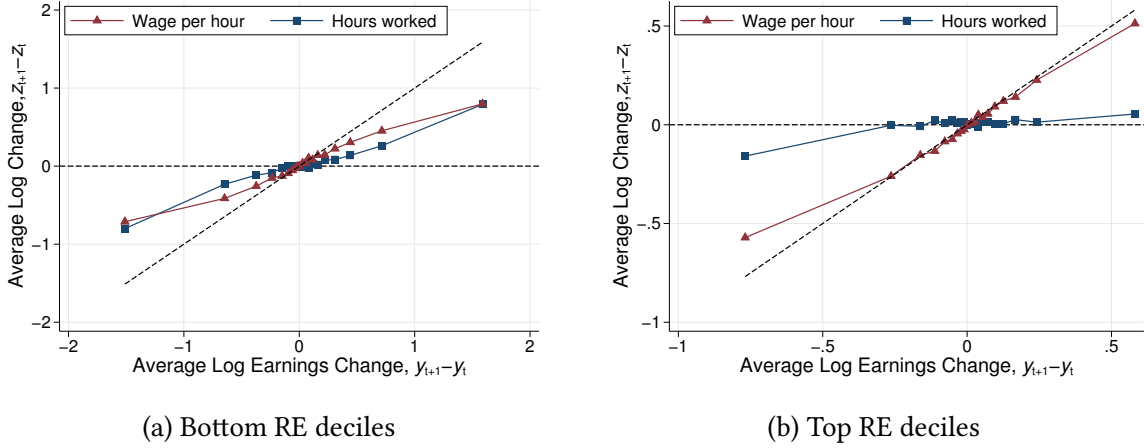 Wage per hour Hours worked
2
1
0
−1
−2
Average Log Change, zt+1−zt
−2 −1 0 1 2
Average Log Earnings Change, yt+1−yt
(a) Bottom RE deciles
Wage per hour Hours worked
.5
0
−.5
−1
Average Log Change, zt+1−zt
−1 −.5 0 .5
Average Log Earnings Change, yt+1−yt
(b) Top RE deciles